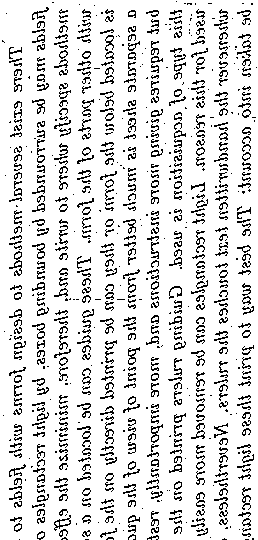 There exist several methods to design forms with fields to
fields may be surrounded by bounding boxes, by light rectangles o
methods specify where to write and therefore minimize the effe
with other parts of the form. These guides can be located on a s
is located below the form or they can be printed directly on the f
a separate sheet is much better from the point of view of the
but requires giving more instructions and more importantly rest
this type of acquisition is used. Guiding rulers printed on the
used for this reason. Light rectangles can be removed more easily
whenever the handwritten text touches the rulers. Nevertheless,
be taken into account: The best way to print these light rectang